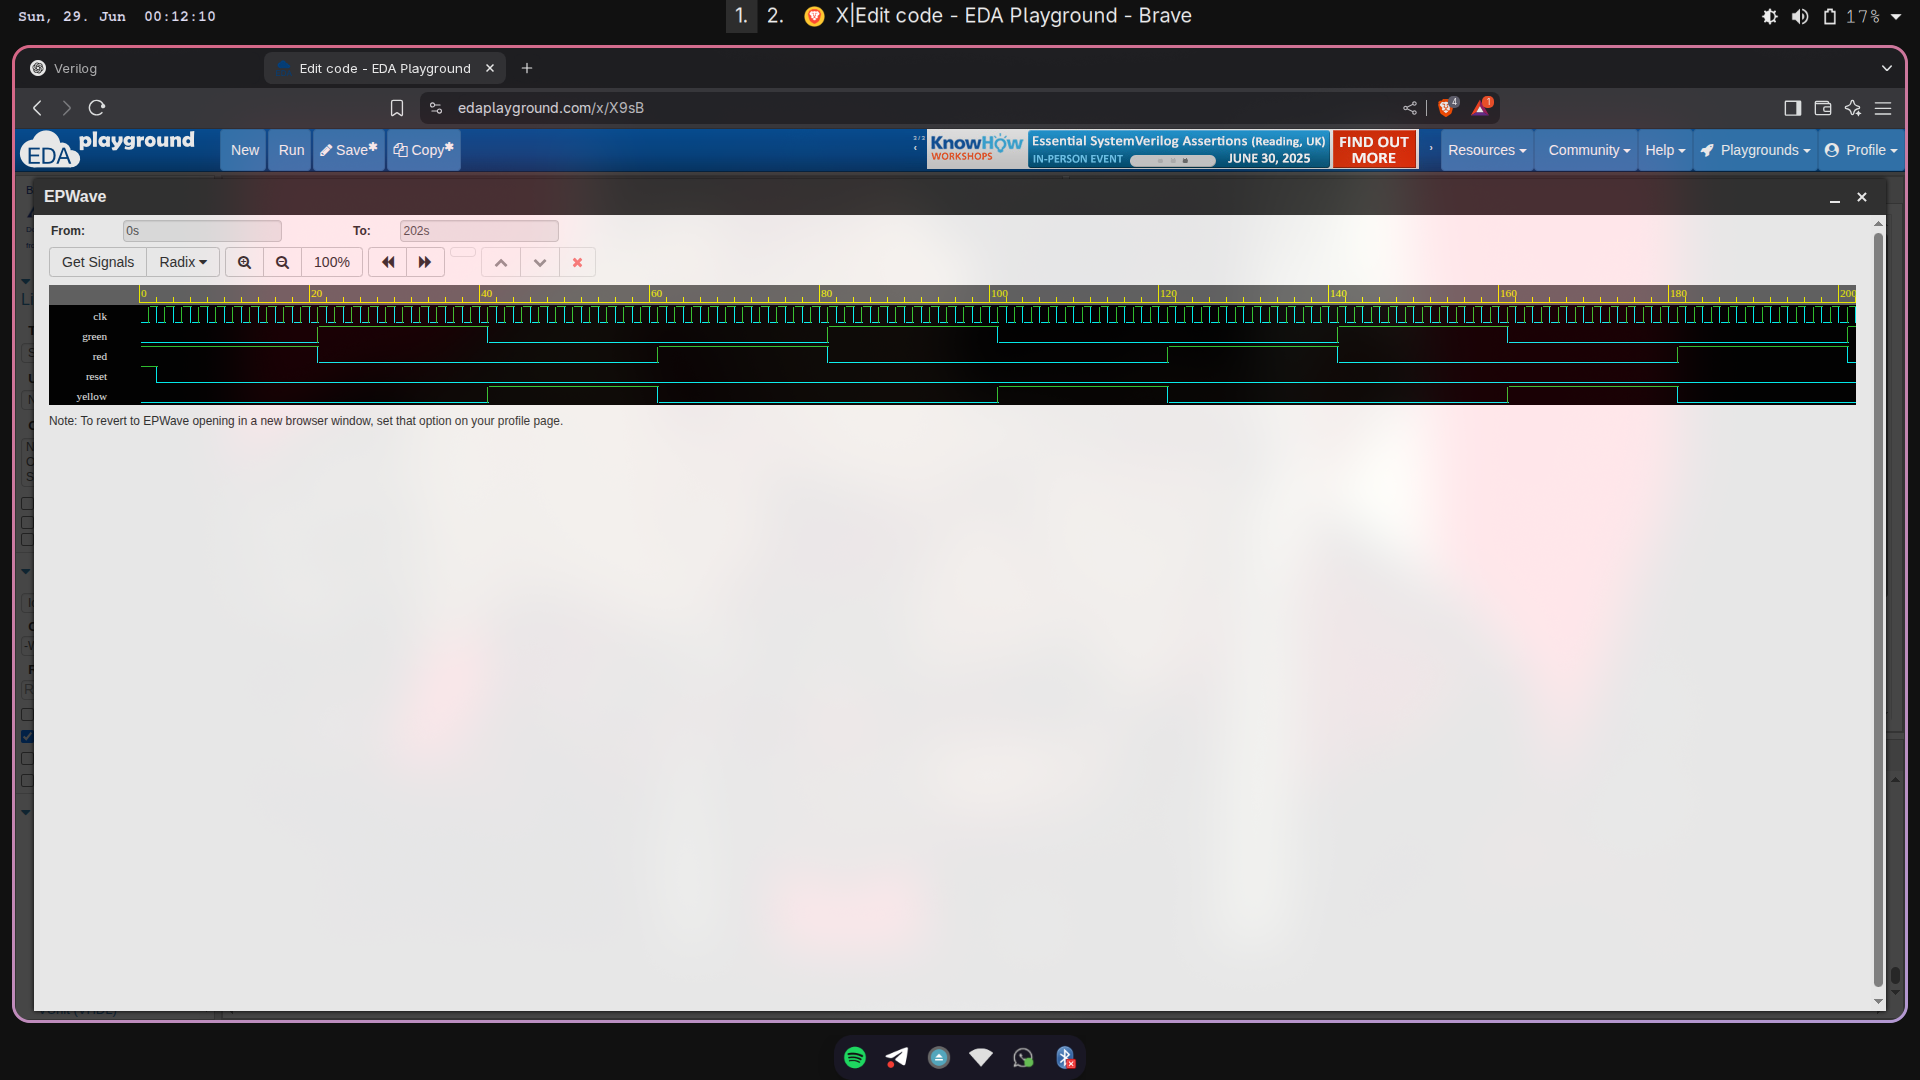 Sun, 29. Jun 00:12:10
1. 2. X|Edit code - EDA Playground - Brave
17%
Verilog
Edit code - EDA Playground
edaplayground.com/x/X9sB
4
1
EDA playground
New Run Save* Copy*
KnowHow WORKSHOPS
Essential SystemVerilog Assertions (Reading, UK)
IN-PERSON EVENT JUNE 30, 2025
FIND OUT MORE
Resources Community Help Playgrounds Profile
EPWave
From: 0s To: 202s
Get Signals Radix 100%
0 20 40 60 80 100 120 140 160 180 200
clk
green
red
reset
yellow
Note: To revert to EPWave opening in a new browser window, set that option on your profile page.